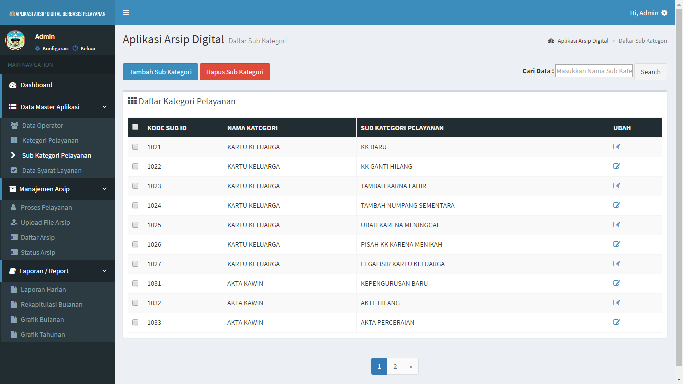 ARSIP DIGITAL BERBASIS PELAYANAN
Hi, Admin
Admin
Konfigurasi Keluar
MAIN NAVIGATION
Dashboard
Data Master Aplikasi
Data Operator
Kategori Pelayanan
Sub Kategori Pelayanan
Data Syarat Layanan
Manajemen Arsip
Proses Pelayanan
Upload File Arsip
Daftar Arsip
Status Arsip
Laporan / Report
Laporan Harian
Rekapitulasi Bulanan
Grafik Bulanan
Grafik Tahunan
Aplikasi Arsip Digital Daftar Sub Kategori
Aplikasi Arsip Digital > Daftar Sub Kategori
Tambah Sub Kategori Hapus Sub Kategori
Cari Data : Masukkan Nama Sub Kate Search
Daftar Kategori Pelayanan
KODE SUB ID NAMA KATEGORI SUB KATEGORI PELAYANAN UBAH
1021 KARTU KELUARGA KK BARU
1022 KARTU KELUARGA KK GANTI HILANG
1023 KARTU KELUARGA TAMBAH KARNA LAHIR
1024 KARTU KELUARGA TAMBAH NUMPANG SEMENTARA
1025 KARTU KELUARGA UBAH KARENA MENINGGAL
1026 KARTU KELUARGA PISAH KK KARENA MENIKAH
1027 KARTU KELUARGA LEGALISIR KARTU KELUARGA
1031 AKTA KAWIN KEPENGURUSAN BARU
1032 AKTA KAWIN AKTE HILANG
1033 AKTA KAWIN AKTA PERCERAIAN
1 2 »